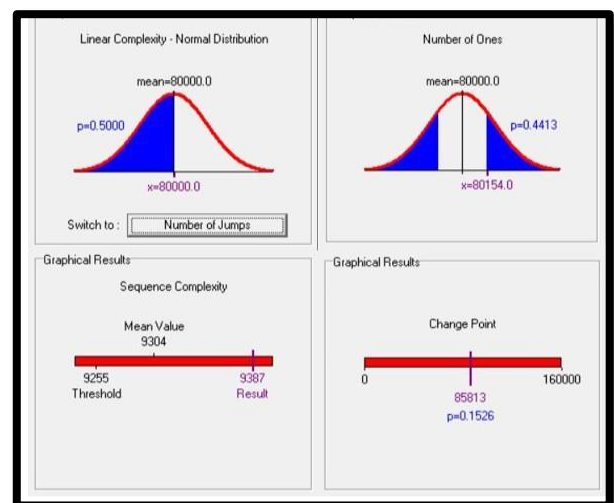 Linear Complexity - Normal Distribution
mean=80000.0
p=0.5000
x=80000.0
Switch to :
Number of Jumps
Number of Ones
mean=80000.0
p=0.4413
x=80154.0
Graphical Results
Sequence Complexity
Mean Value
9304
9255
9387
Threshold
Result
Graphical Results
Change Point
0
160000
85813
p=0.1526